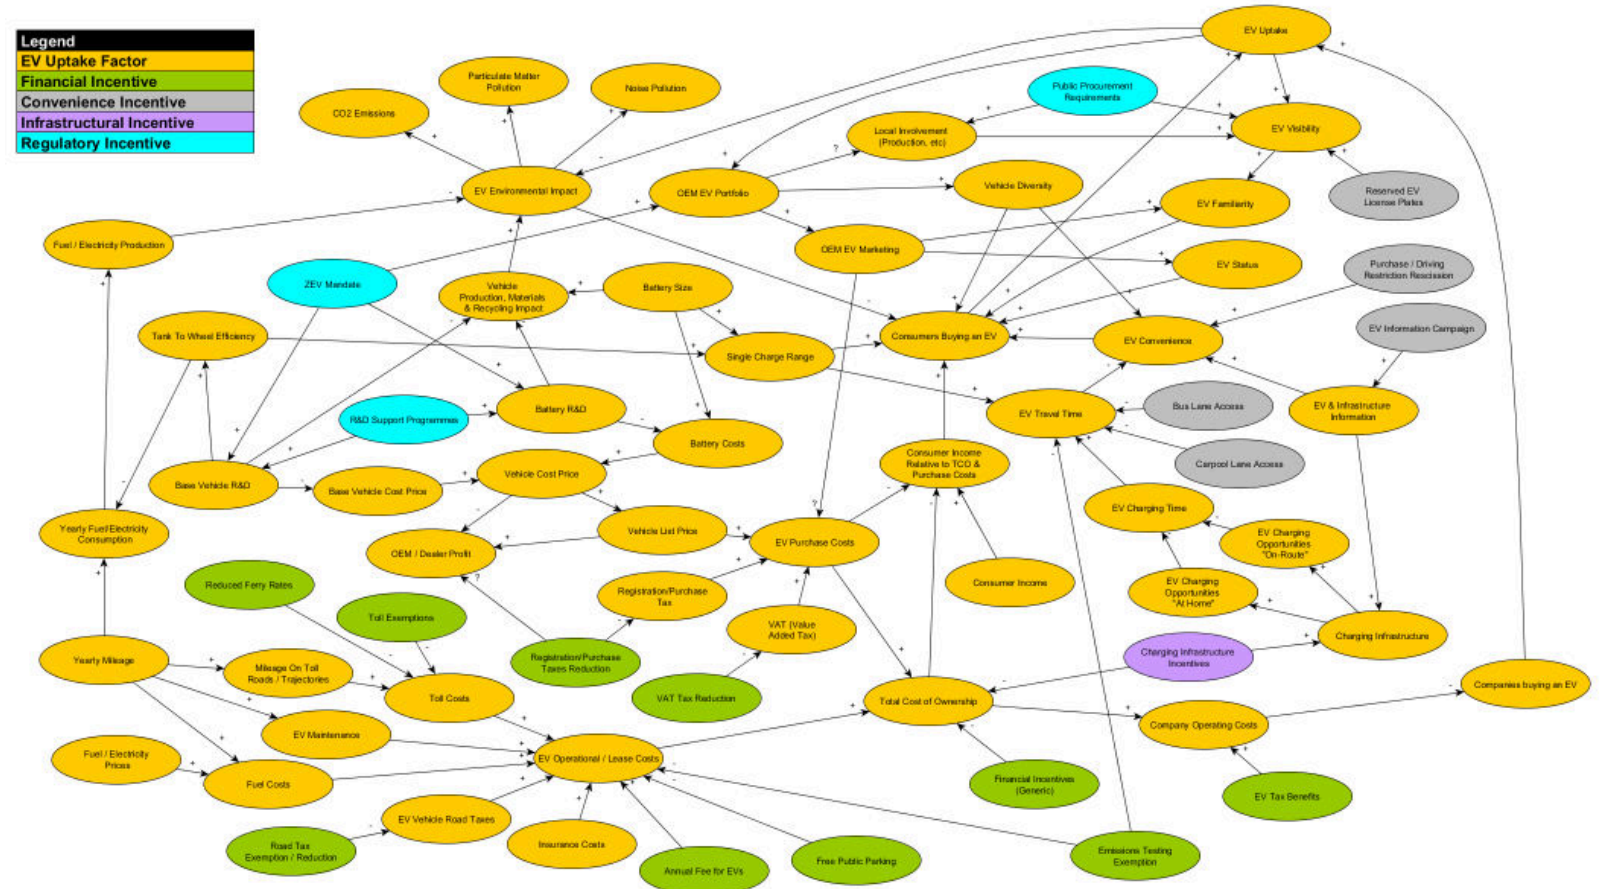 Legend
EV Uptake Factor
Financial Incentive
Convenience Incentive
Infrastructural Incentive
Regulatory Incentive
EV Uptake
Particulate Matter
Pollution
Noise Pollution
CO2 Emissions
Public Procurement
Requirements
Local Involvement
(Production, etc)
EV Visibility
EV Environmental Impact
OEM EV Portfolio
Vehicle Diversity
Reserved EV
License Plates
EV Familiarity
Fuel / Electricity Production
OEM EV Marketing
EV Status
Purchase / Driving
Restriction Rescission
ZEV Mandate
Vehicle
Production, Materials
& Recycling Impact
Battery Size
Tank To Wheel Efficiency
Single Charge Range
Consumers Buying an EV
EV Convenience
EV Information Campaign
R&D Support Programmes
Battery R&D
EV Travel Time
Bus Lane Access
EV & Infrastructure
Information
Battery Costs
Base Vehicle R&D
Base Vehicle Cost Price
Vehicle Cost Price
Consumer Income
Relative to TCO &
Purchase Costs
Carpool Lane Access
EV Charging Time
Yearly Fuel/Electricity
Consumption
OEM / Dealer Profit
Vehicle List Price
EV Purchase Costs
EV Charging
Opportunities
"On-Route"
Reduced Ferry Rates
Toll Exemptions
Registration/Purchase
Tax
Consumer Income
EV Charging
Opportunities
"At Home"
VAT (Value
Added Tax)
Charging Infrastructure
Yearly Mileage
Mileage On Toll
Roads / Trajectories
Toll Costs
Registration/Purchase
Taxes Reduction
VAT Tax Reduction
Total Cost of Ownership
Charging Infrastructure
Incentives
Companies buying an EV
EV Maintenance
Company Operating Costs
Fuel / Electricity
Prices
Fuel Costs
EV Operational / Lease Costs
Financial Incentives
(Generic)
EV Tax Benefits
EV Vehicle Road Taxes
Road Tax
Exemption / Reduction
Insurance Costs
Annual Fee for EVs
Free Public Parking
Emissions Testing
Exemption